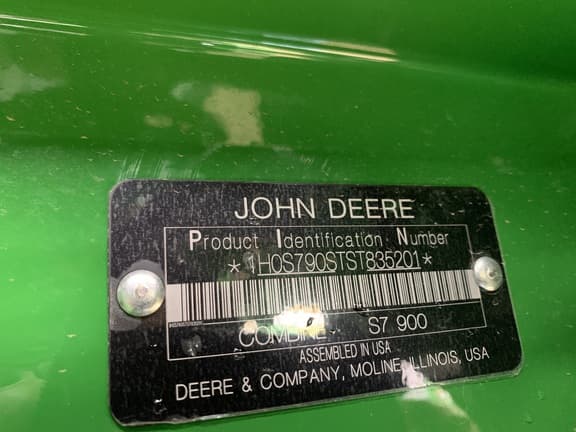 JOHN DEERE
Product Identification Number
*1H0S790STST835201*
COMBINE S7 900
ASSEMBLED IN USA
DEERE & COMPANY, MOLINE, ILLINOIS, USA